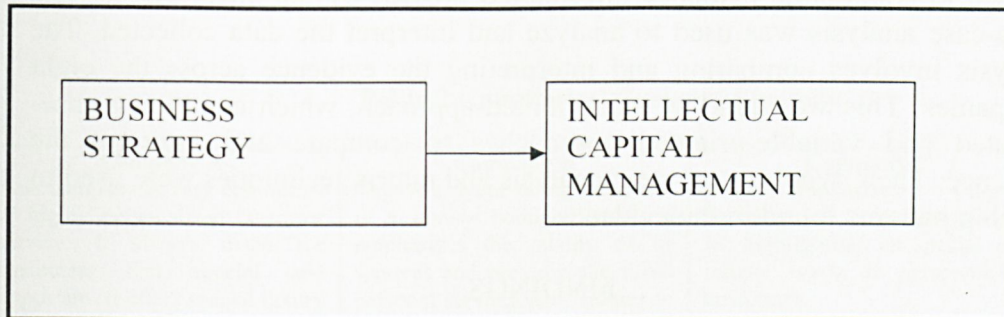 BUSINESS
STRATEGY
INTELLECTUAL
CAPITAL
MANAGEMENT